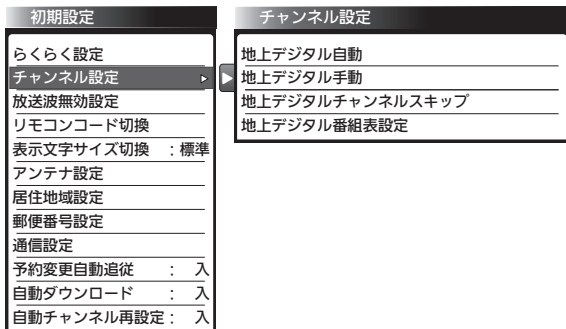 初期設定
らくらく設定
チャンネル設定
放送波無効設定
リモコンコード切換
表示文字サイズ切換 ：標準
アンテナ設定
居住地域設定
郵便番号設定
通信設定
予約変更自動追従 ： 入
自動ダウンロード ： 入
自動チャンネル再設定： 入
チャンネル設定
地上デジタル自動
地上デジタル手動
地上デジタルチャンネルスキップ
地上デジタル番組表設定